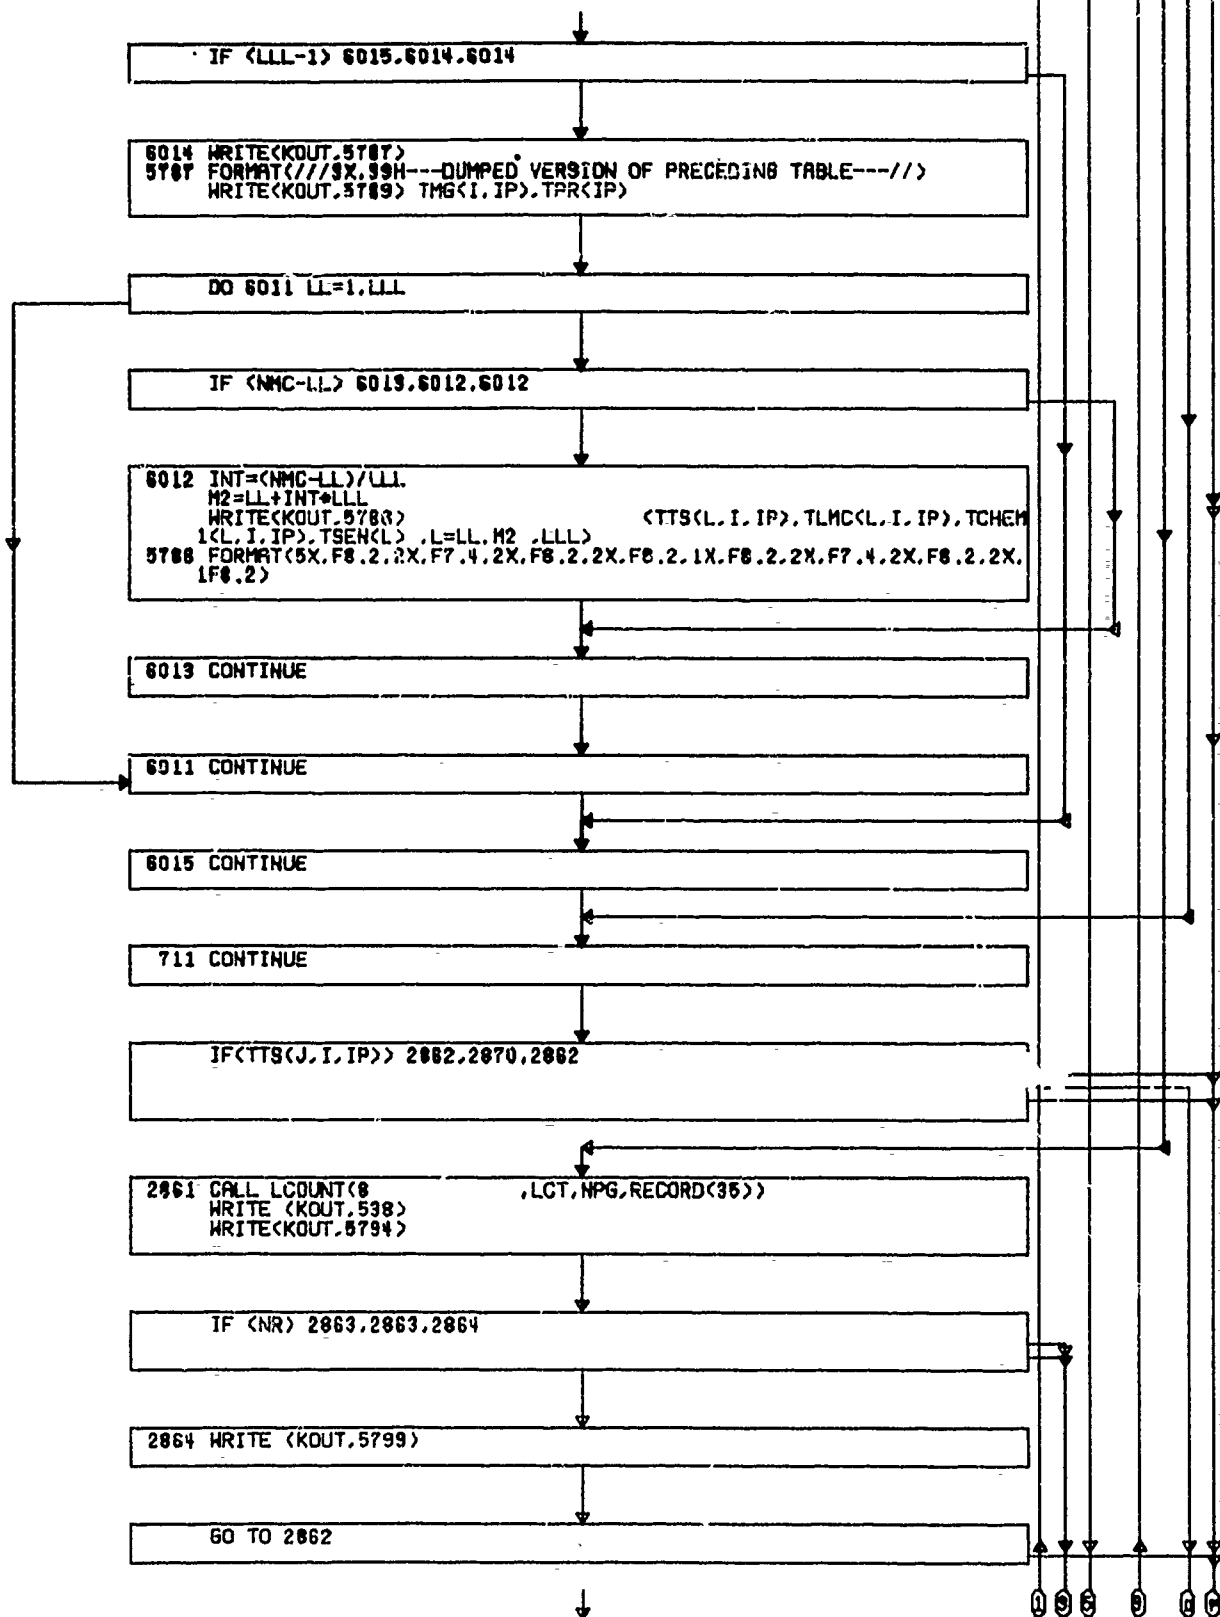 IF (LLL-1) 6015,6014,6014
6014 WRITE(KOUT,5787)
5787 FORMAT(///3X,39H---DUMPED VERSION OF PRECEDING TABLE---//)
WRITE(KOUT,5789) TMG(I,IP),TPR(IP)
DO 6011 LL=1,LLL
IF (NMC-LL) 6013,6012,6012
6012 INT=(NMC-LL)/LLL
M2=LL+INT*LLL
WRITE(KOUT,5788) (TTS(L,I,IP),TLMC(L,I,IP),TCHEM
1(L,I,IP),TSEN(L) ,L=LL,M2 ,LLL)
5788 FORMAT(5X,F8.2,2X,F7.4,2X,F8.2,2X,F8.2,1X,F8.2,2X,F7.4,2X,F8.2,2X,
1F8.2)
6013 CONTINUE
6011 CONTINUE
6015 CONTINUE
711 CONTINUE
IF(TTS(J,I,IP)) 2862,2870,2862
2861 CALL LCOUNT(8 ,LCT,NPG,RECORD(35))
WRITE (KOUT,538)
WRITE(KOUT,5794)
IF (NR) 2863,2863,2864
2864 WRITE (KOUT,5799)
GO TO 2862